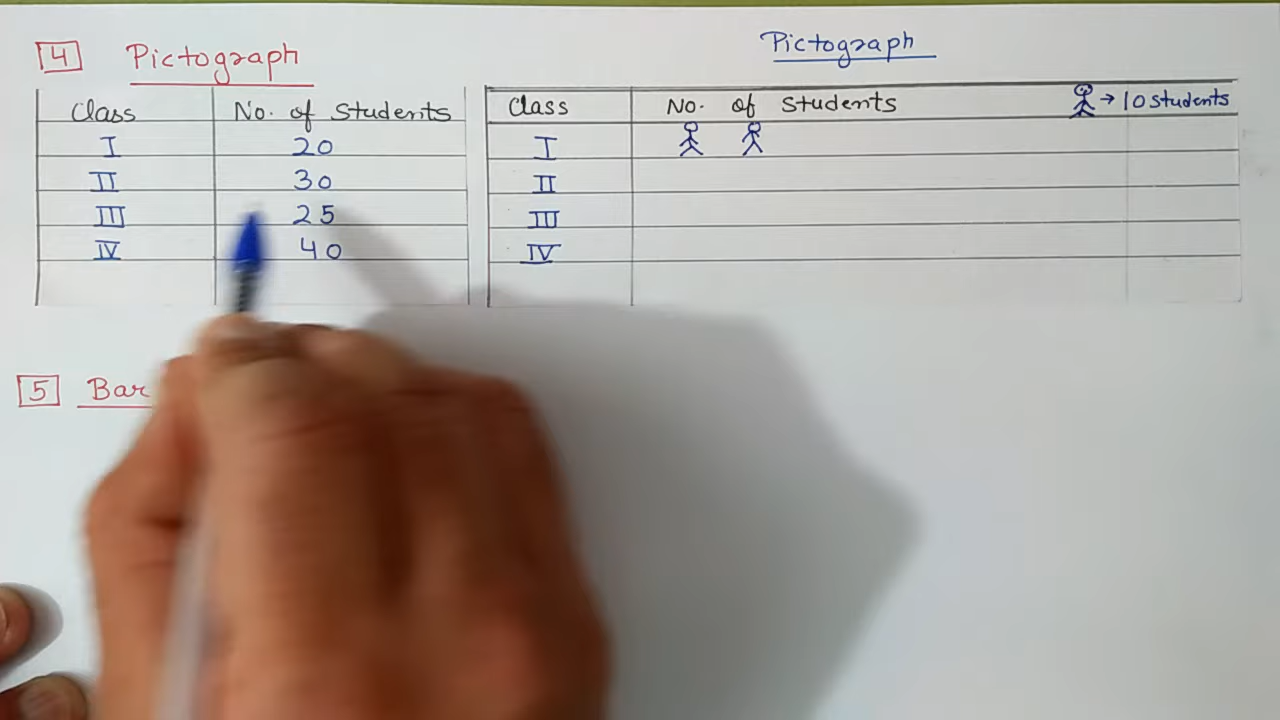 4 Pictograph
Class No. of Students
I 20
II 30
III 25
IV 40
Pictograph
Class No. of Students → 10 Students
I
II
III
IV
5 Bar